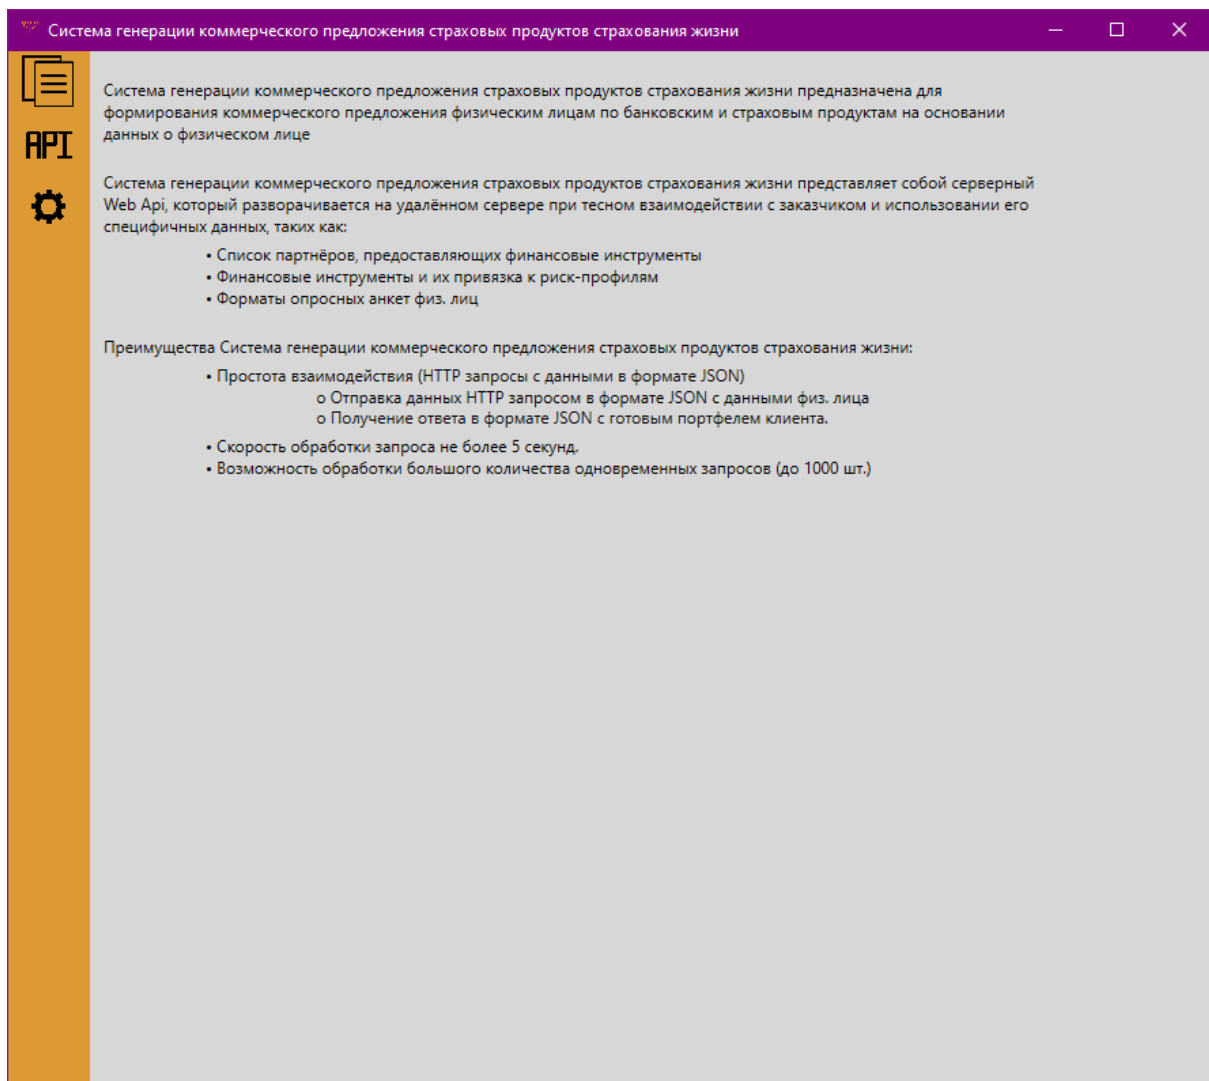 Система генерации коммерческого предложения страховых продуктов страхования жизни
Система генерации коммерческого предложения страховых продуктов страхования жизни предназначена для
формирования коммерческого предложения физическим лицам по банковским и страховым продуктам на основании
данных о физическом лице
API
Система генерации коммерческого предложения страховых продуктов страхования жизни представляет собой серверный
Web Api, который разворачивается на удалённом сервере при тесном взаимодействии с заказчиком и использовании его
специфичных данных, таких как:
• Список партнёров, предоставляющих финансовые инструменты
• Финансовые инструменты и их привязка к риск-профилям
• Форматы опросных анкет физ. лиц
Преимущества Система генерации коммерческого предложения страховых продуктов страхования жизни:
• Простота взаимодействия (HTTP запросы с данными в формате JSON)
o Отправка данных HTTP запросом в формате JSON с данными физ. лица
o Получение ответа в формате JSON с готовым портфелем клиента.
• Скорость обработки запроса не более 5 секунд.
• Возможность обработки большого количества одновременных запросов (до 1000 шт.)